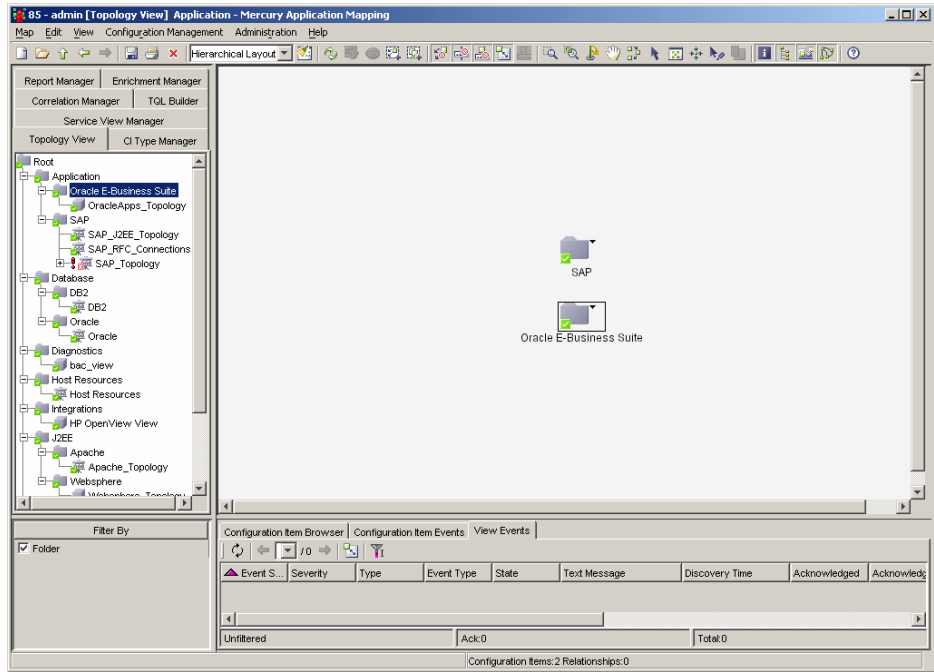 85 - admin [Topology View] Application - Mercury Application Mapping
Map Edit View Configuration Management Administration Help
Hierarchical Layout
Report Manager Enrichment Manager
Correlation Manager TQL Builder
Service View Manager
Topology View CI Type Manager
Root
Application
Oracle E-Business Suite
OracleApps_Topology
SAP
SAP_J2EE_Topology
SAP_RFC_Connections
SAP_Topology
Database
DB2
DB2
Oracle
Oracle
Diagnostics
bac_view
Host Resources
Host Resources
Integrations
HP OpenView View
J2EE
Apache
Apache_Topology
Websphere
Websphere_Topology
SAP
Oracle E-Business Suite
Filter By
Folder
Configuration Item Browser Configuration Item Events View Events
/0
Event S... Severity Type Event Type State Text Message Discovery Time Acknowledged Acknowledg
Unfiltered Ack:0 Total:0
Configuration Items:2 Relationships:0